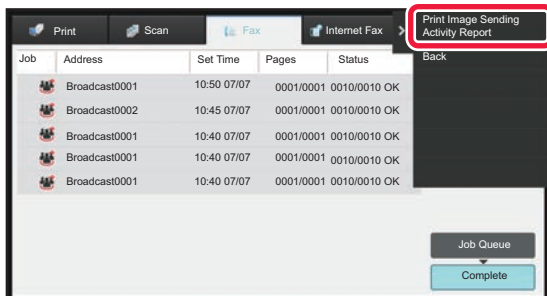 Print
Scan
Fax
Internet Fax
Print Image Sending
Activity Report
Back
Job Address Set Time Pages Status
Broadcast0001 10:50 07/07 0001/0001 0010/0010 OK
Broadcast0002 10:45 07/07 0001/0001 0010/0010 OK
Broadcast0001 10:40 07/07 0001/0001 0010/0010 OK
Broadcast0001 10:40 07/07 0001/0001 0010/0010 OK
Broadcast0001 10:40 07/07 0001/0001 0010/0010 OK
Job Queue
Complete